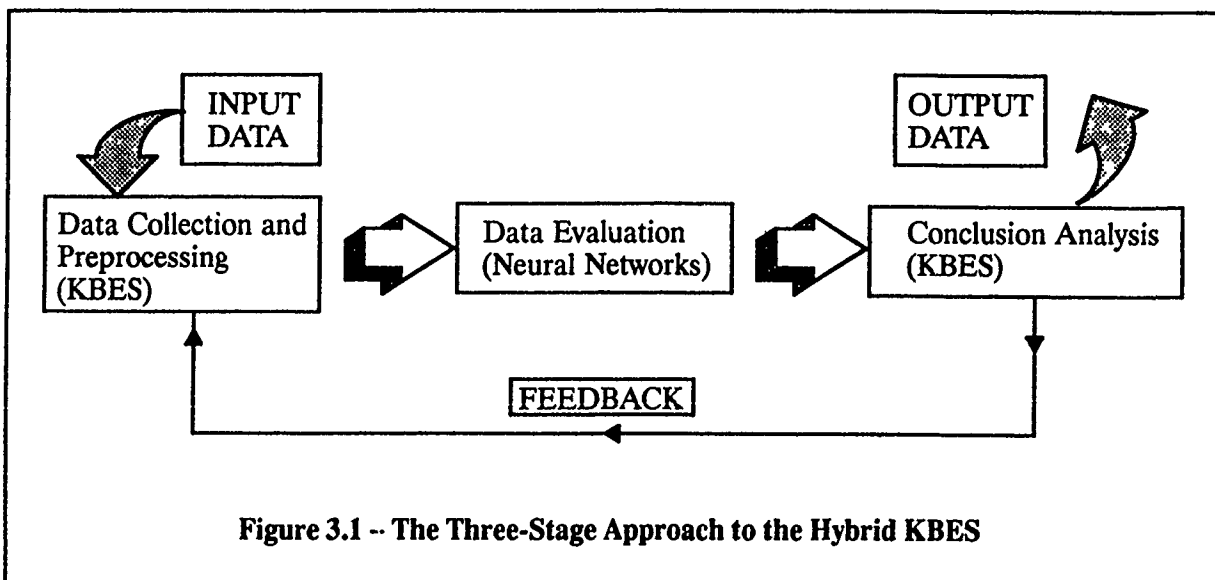 INPUT
DATA
OUTPUT
DATA
Data Collection and
Preprocessing
(KBES)
Data Evaluation
(Neural Networks)
Conclusion Analysis
(KBES)
FEEDBACK
Figure 3.1 -- The Three-Stage Approach to the Hybrid KBES